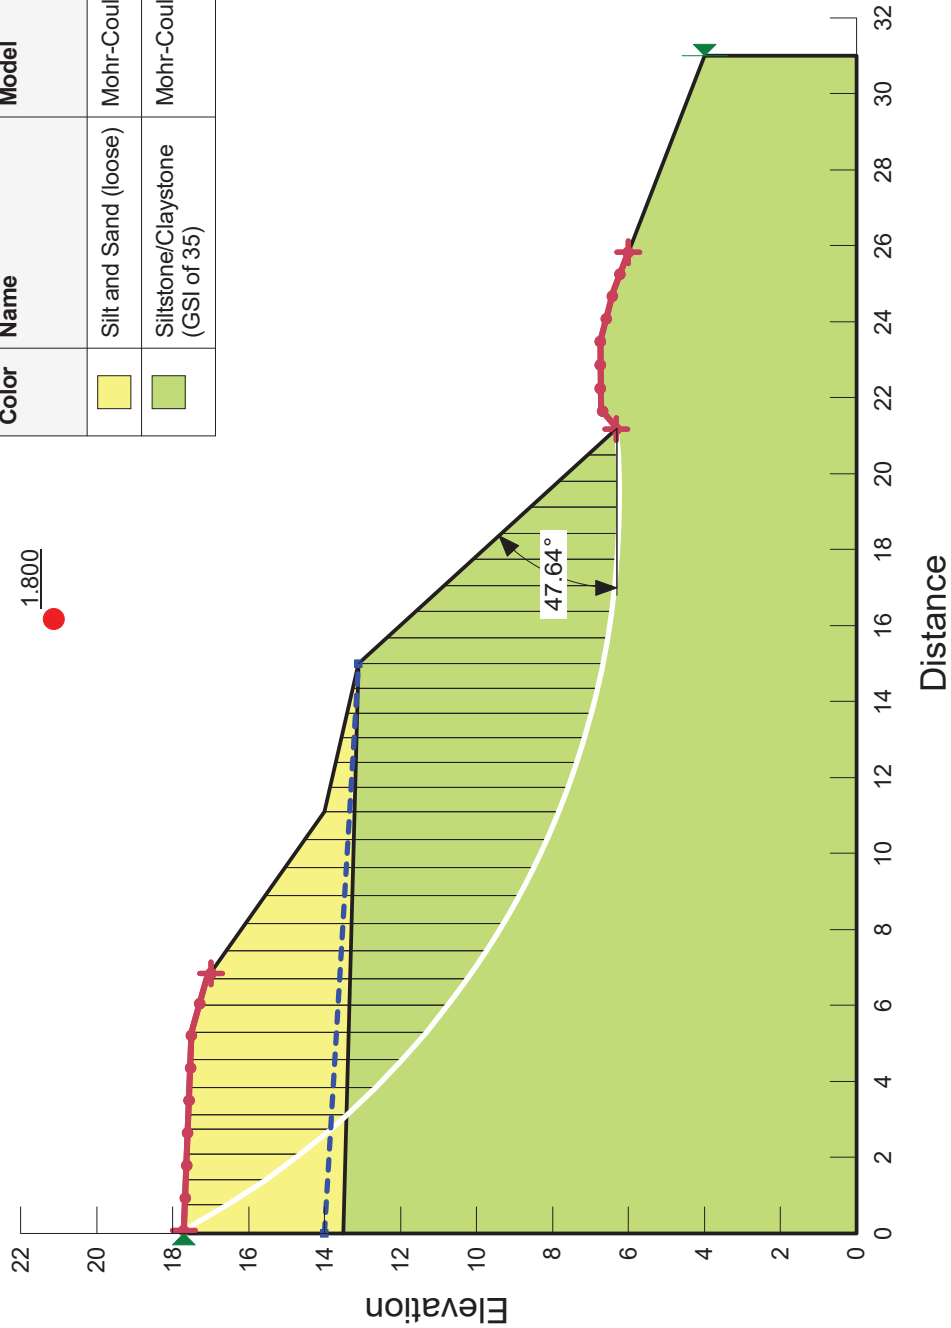 Color Name Model
Silt and Sand (loose) Mohr-Coul
Siltstone/Claystone Mohr-Coul
(GSI of 35)
1.800
47.64°
Elevation
22
20
18
16
14
12
10
8
6
4
2
0
0 2 4 6 8 10 12 14 16 18 20 22 24 26 28 30 32
Distance